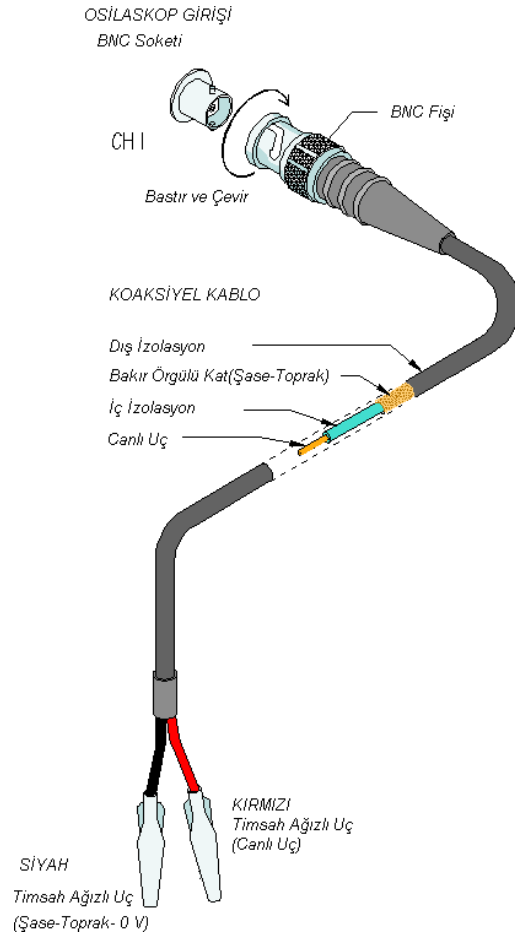 OSİLASKOP GİRİŞİ
BNC Soketi
BNC Fişi
CH I
Bastır ve Çevir
KOAKSİYEL KABLO
Dış İzolasyon
Bakır Örgülü Kat(Şase-Toprak)
İç İzolasyon
Canlı Uç
KIRMIZI
Timsah Ağızlı Uç
(Canlı Uç)
SİYAH
Timsah Ağızlı Uç
(Şase-Toprak- 0 V)